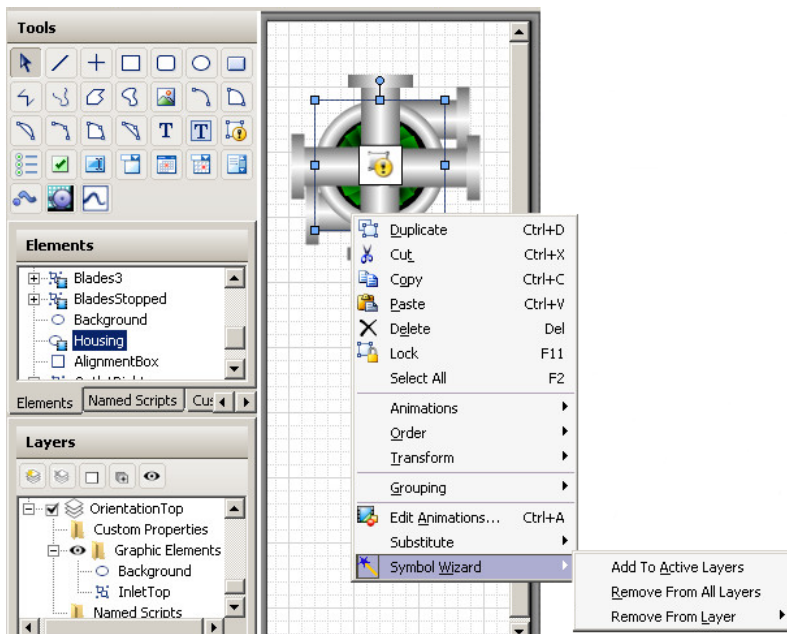 Tools
T
T
Elements
Blades3
BladesStopped
Background
Housing
AlignmentBox
Elements
Named Scripts
Layers
OrientationTop
Custom Properties
Graphic Elements
Background
InletTop
Named Scripts
Duplicate Ctrl+D
Cut Ctrl+X
Copy Ctrl+C
Paste Ctrl+V
Delete Del
Lock F11
Select All F2
Animations
Order
Transform
Grouping
Edit Animations... Ctrl+A
Substitute
Symbol Wizard
Add To Active Layers
Remove From All Layers
Remove From Layer